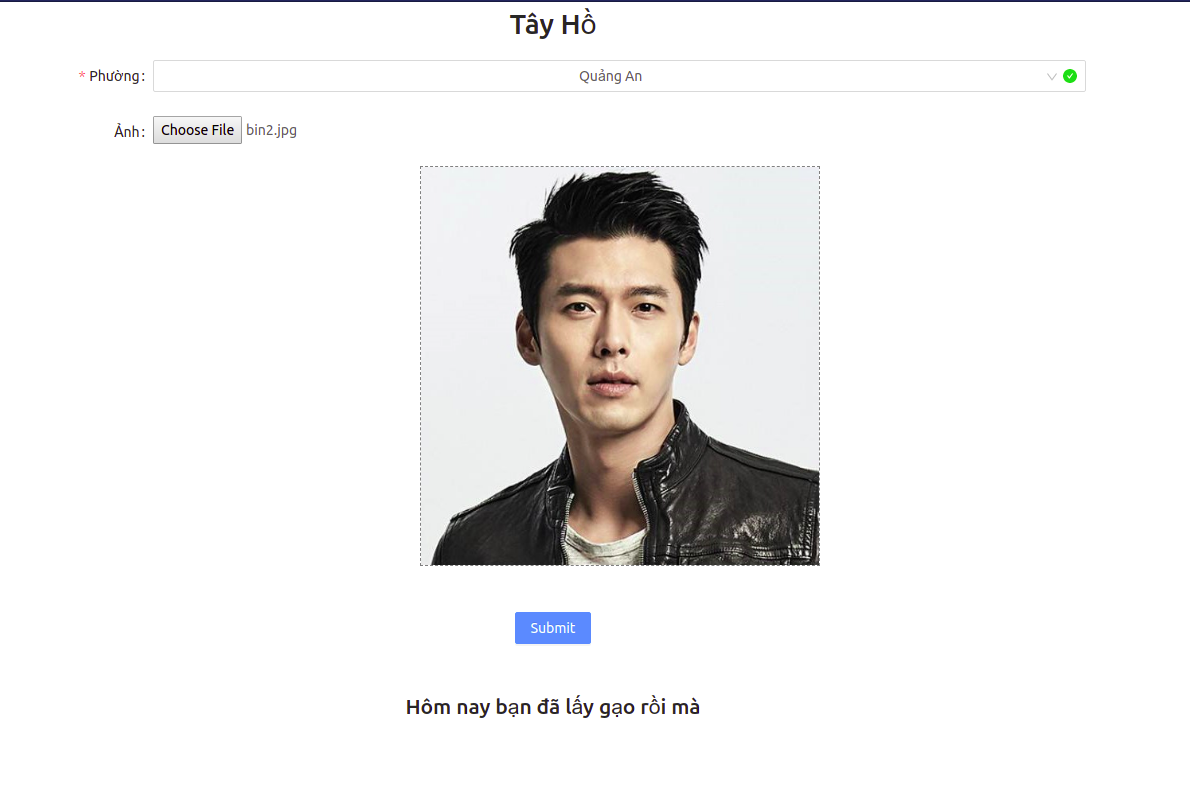 Tây Hồ
* Phường: Quảng An
Ảnh: Choose File bin2.jpg
Submit
Hôm nay bạn đã lấy gạo rồi mà